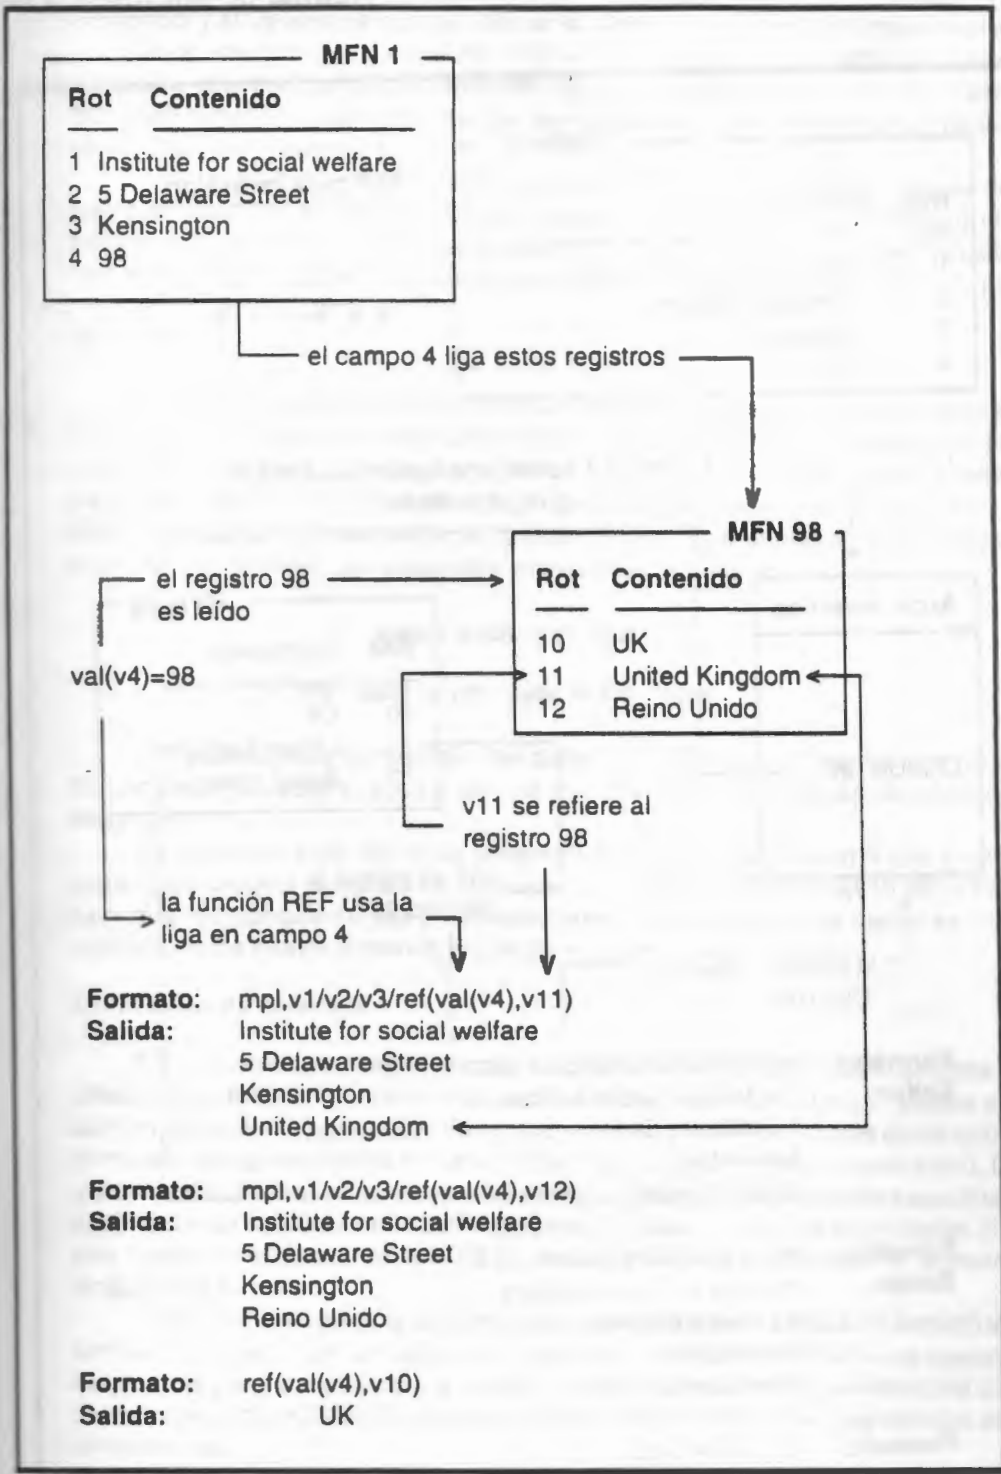 MFN 1
Rot Contenido
1 Institute for social welfare
2 5 Delaware Street
3 Kensington
4 98
el campo 4 liga estos registros
MFN 98
Rot Contenido
10 UK
11 United Kingdom
12 Reino Unido
el registro 98
es leído
val(v4)=98
v11 se refiere al
registro 98
la función REF usa la
liga en campo 4
Formato: mpl,v1/v2/v3/ref(val(v4),v11)
Salida: Institute for social welfare
5 Delaware Street
Kensington
United Kingdom
Formato: mpl,v1/v2/v3/ref(val(v4),v12)
Salida: Institute for social welfare
5 Delaware Street
Kensington
Reino Unido
Formato: ref(val(v4),v10)
Salida: UK